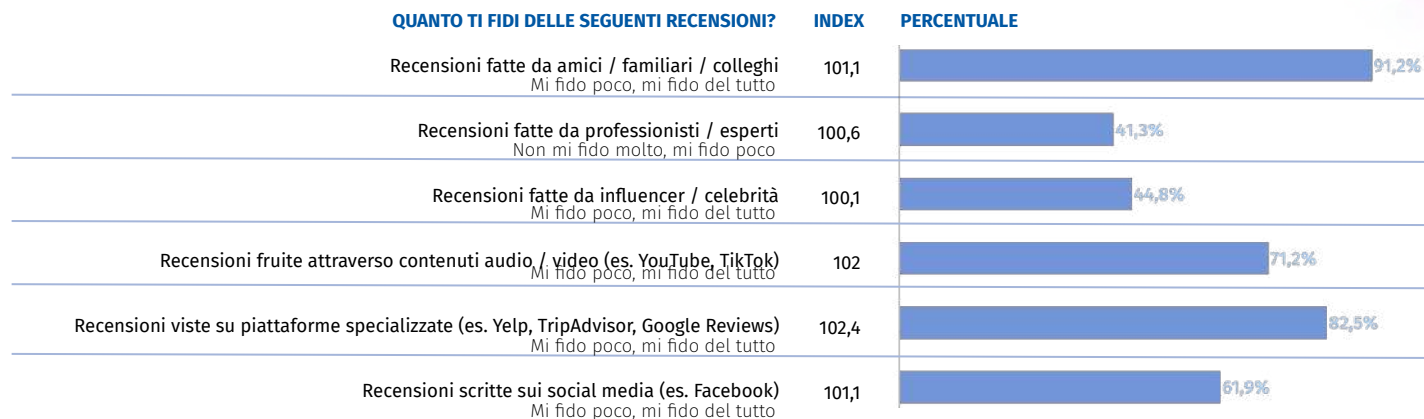 QUANTO TI FIDI DELLE SEGUENTI RECENSIONI? INDEX PERCENTUALE
Recensioni fatte da amici / familiari / colleghi 101,1 91,2%
Mi fido poco, mi fido del tutto
Recensioni fatte da professionisti / esperti 100,6 41,3%
Non mi fido molto, mi fido poco
Recensioni fatte da influencer / celebrità 100,1 44,8%
Mi fido poco, mi fido del tutto
Recensioni fruite attraverso contenuti audio / video (es. YouTube, TikTok) 102 71,2%
Mi fido poco, mi fido del tutto
Recensioni viste su piattaforme specializzate (es. Yelp, TripAdvisor, Google Reviews) 102,4 82,5%
Mi fido poco, mi fido del tutto
Recensioni scritte sui social media (es. Facebook) 101,1 61,9%
Mi fido poco, mi fido del tutto